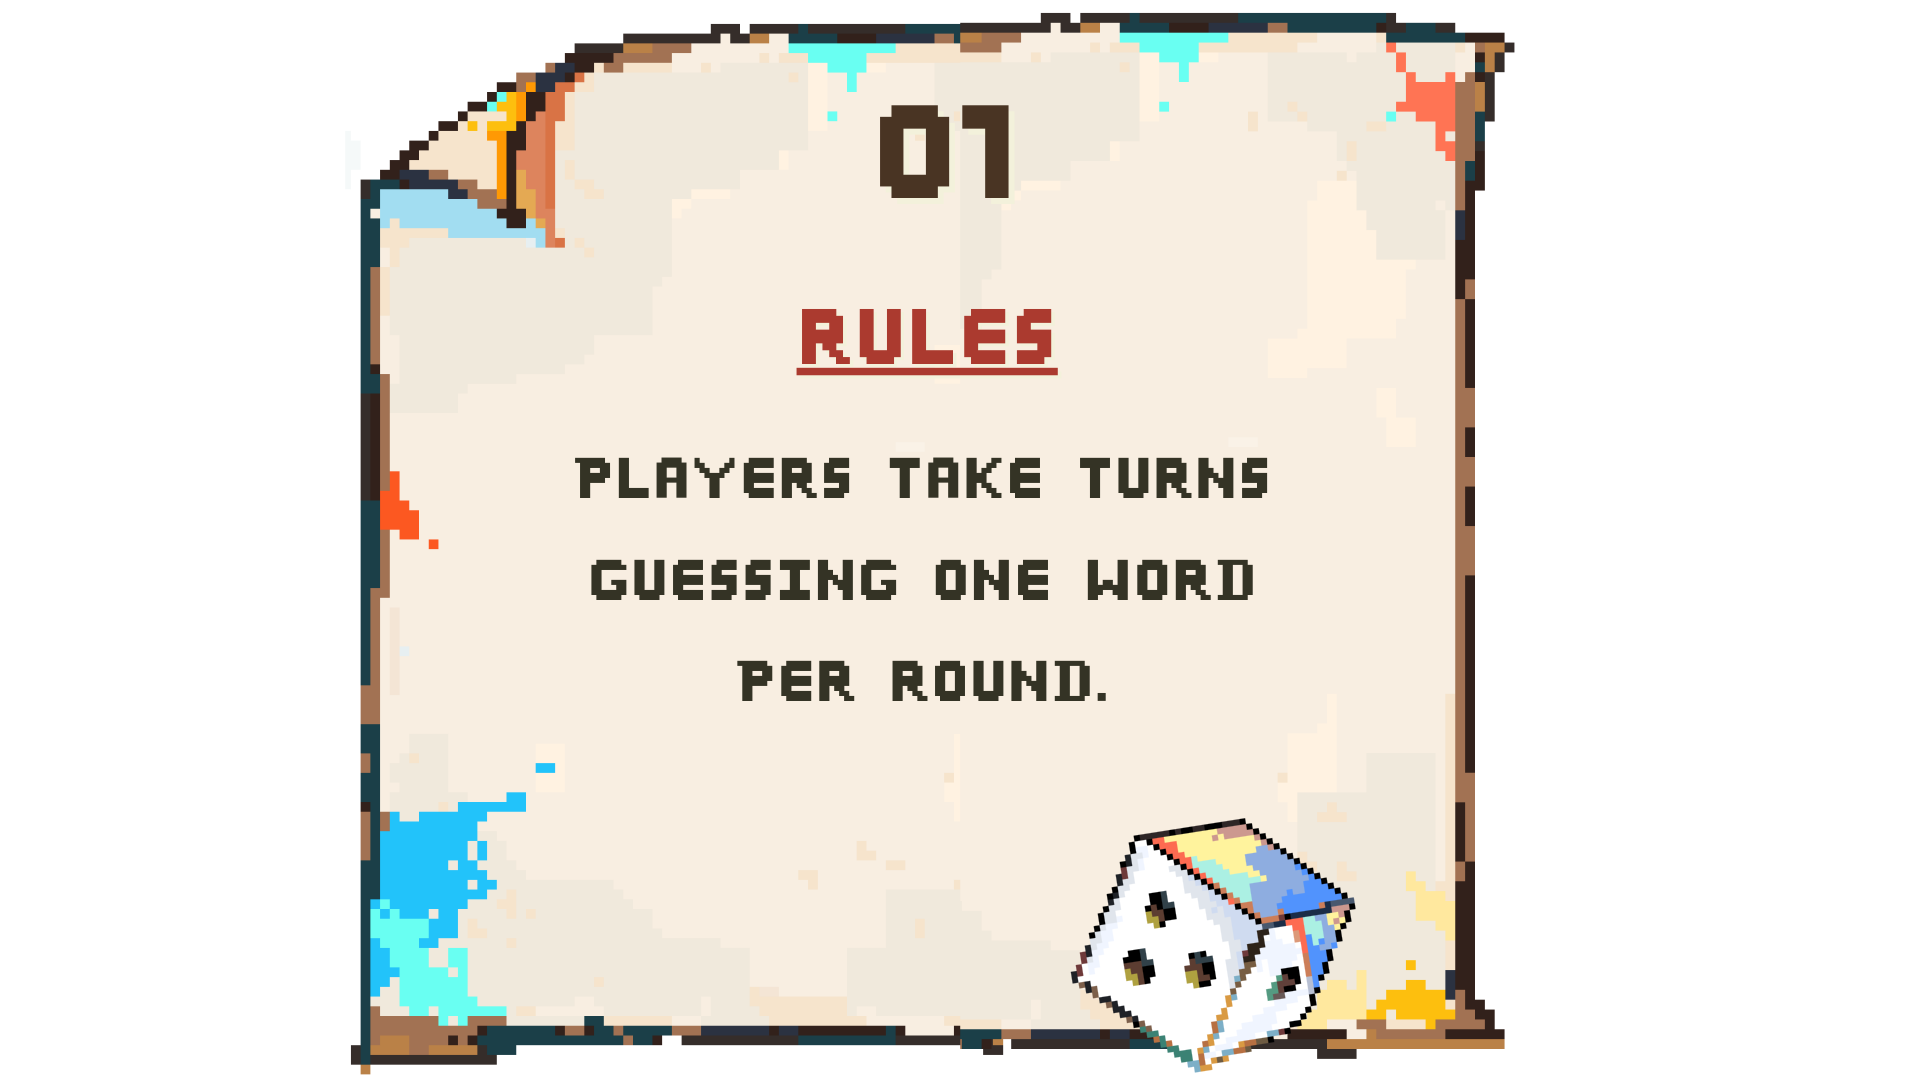 01
RULES
PLAYERS TAKE TURNS
GUESSING ONE WORD
PER ROUND.